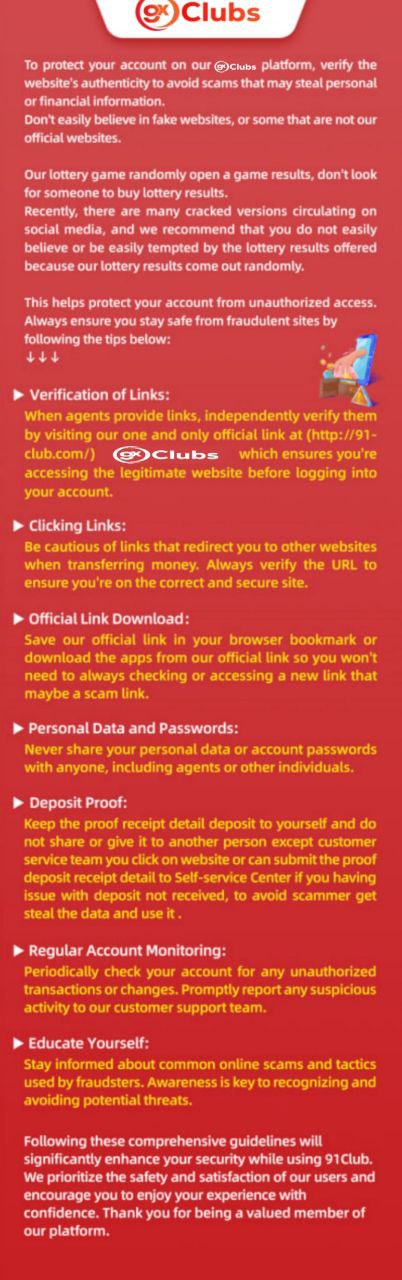 9x Clubs
To protect your account on our 9x Clubs platform, verify the
website's authenticity to avoid scams that may steal personal
or financial information.
Don't easily believe in fake websites, or some that are not our
official websites.
Our lottery game randomly open a game results, don't look
for someone to buy lottery results.
Recently, there are many cracked versions circulating on
social media, and we recommend that you do not easily
believe or be easily tempted by the lottery results offered
because our lottery results come out randomly.
This helps protect your account from unauthorized access.
Always ensure you stay safe from fraudulent sites by
following the tips below:
↓↓↓
▶ Verification of Links:
When agents provide links, independently verify them
by visiting our one and only official link at (http://91-
club.com/) 9x Clubs which ensures you're
accessing the legitimate website before logging into
your account.
▶ Clicking Links:
Be cautious of links that redirect you to other websites
when transferring money. Always verify the URL to
ensure you're on the correct and secure site.
▶ Official Link Download:
Save our official link in your browser bookmark or
download the apps from our official link so you won't
need to always checking or accessing a new link that
maybe a scam link.
▶ Personal Data and Passwords:
Never share your personal data or account passwords
with anyone, including agents or other individuals.
▶ Deposit Proof:
Keep the proof receipt detail deposit to yourself and do
not share or give it to another person except customer
service team you click on website or can submit the proof
deposit receipt detail to Self-service Center if you having
issue with deposit not received, to avoid scammer get
steal the data and use it .
▶ Regular Account Monitoring:
Periodically check your account for any unauthorized
transactions or changes. Promptly report any suspicious
activity to our customer support team.
▶ Educate Yourself:
Stay informed about common online scams and tactics
used by fraudsters. Awareness is key to recognizing and
avoiding potential threats.
Following these comprehensive guidelines will
significantly enhance your security while using 91Club.
We prioritize the safety and satisfaction of our users and
encourage you to enjoy your experience with
confidence. Thank you for being a valued member of
our platform.